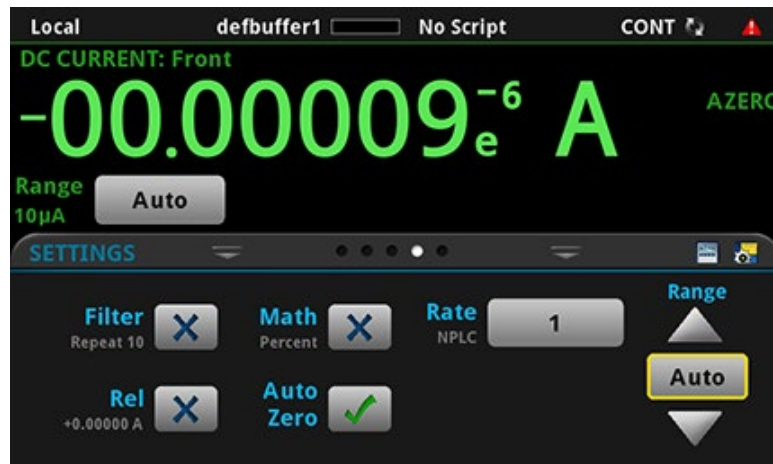 Local defbuffer1 No Script CONT
DC CURRENT: Front
-00.00009e-6 A AZERO
Range
10µA
Auto
SETTINGS
Filter
Repeat 10
Math
Percent
Rate
NPLC
1
Range
Auto
Rel
+0.00000 A
Auto
Zero